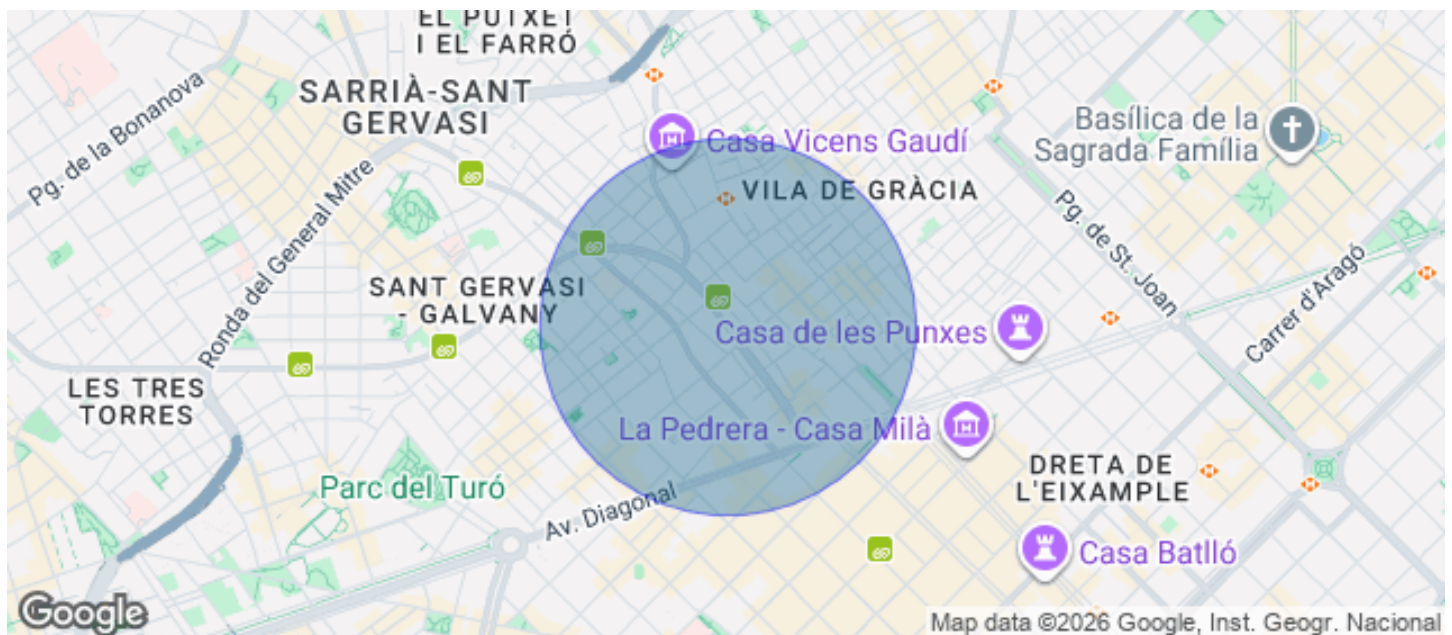 EL PUTXET
I EL FARRÓ
SARRIÀ-SANT
GERVASI
Pg. de la Bonanova
Ronda del General Mitre
Casa Vicens Gaudí
VILA DE GRÀCIA
Basílica de la
Sagrada Família
Pg. de St. Joan
Carrer d'Aragó
SANT GERVASI
- GALVANY
Casa de les Punxes
LES TRES
TORRES
La Pedrera - Casa Milà
Parc del Turó
Av. Diagonal
DRETA DE
L'EIXAMPLE
Casa Batlló
Google
Map data ©2026 Google, Inst. Geogr. Nacional